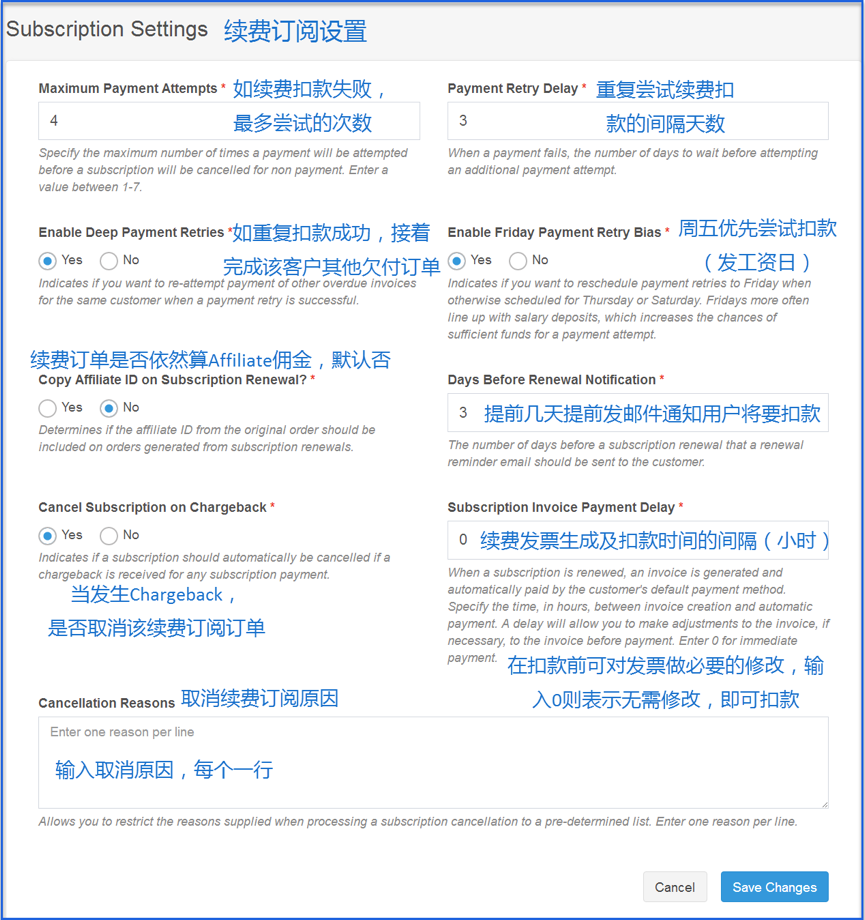 Subscription Settings 续费订阅设置
Maximum Payment Attempts * 如续费扣款失败，
4 最多尝试的次数
Specify the maximum number of times a payment will be attempted
before a subscription will be cancelled for non payment. Enter a
value between 1-7.
Payment Retry Delay * 重复尝试续费扣
3 款的间隔天数
When a payment fails, the number of days to wait before attempting
an additional payment attempt.
Enable Deep Payment Retries * 如重复扣款成功，接着
Yes No 完成该客户其他欠付订单
Indicates if you want to re-attempt payment of other overdue invoices
for the same customer when a payment retry is successful.
Enable Friday Payment Retry Bias * 周五优先尝试扣款
Yes No （发工资日）
Indicates if you want to reschedule payment retries to Friday when
otherwise scheduled for Thursday or Saturday. Fridays more often
line up with salary deposits, which increases the chances of
sufficient funds for a payment attempt.
续费订单是否依然算Affiliate佣金，默认否
Copy Affiliate ID on Subscription Renewal? *
Yes No
Determines if the affiliate ID from the original order should be
included on orders generated from subscription renewals.
Days Before Renewal Notification *
3 提前几天提前发邮件通知用户将要扣款
The number of days before a subscription renewal that a renewal
reminder email should be sent to the customer.
Cancel Subscription on Chargeback *
Yes No
Indicates if a subscription should automatically be cancelled if a
chargeback is received for any subscription payment.
当发生Chargeback，
是否取消该续费订阅订单
Subscription Invoice Payment Delay *
0 续费发票生成及扣款时间的间隔（小时）
When a subscription is renewed, an invoice is generated and
automatically paid by the customer's default payment method.
Specify the time, in hours, between invoice creation and automatic
payment. A delay will allow you to make adjustments to the invoice, if
necessary, to the invoice before payment. Enter 0 for immediate
payment. 在扣款前可对发票做必要的修改，输
入0则表示无需修改，即可扣款
Cancellation Reasons 取消续费订阅原因
Enter one reason per line
输入取消原因，每个一行
Allows you to restrict the reasons supplied when processing a subscription cancellation to a pre-determined list. Enter one reason per line.
Cancel Save Changes